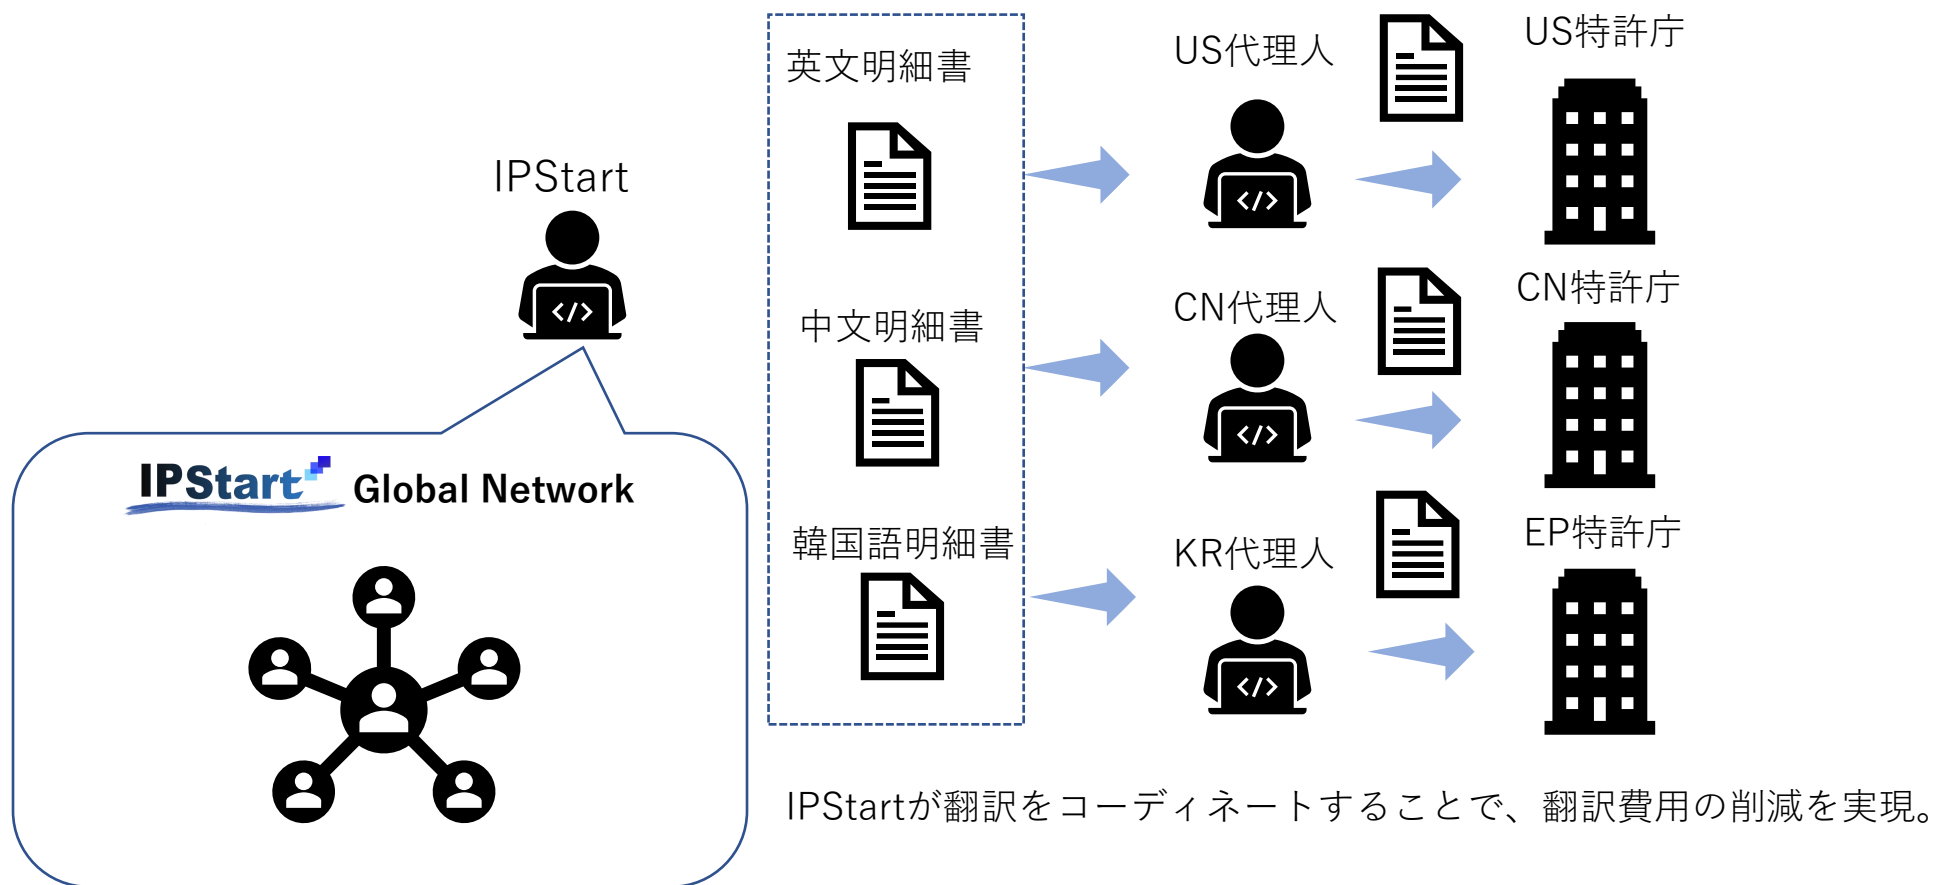 IPStart
英文明細書
US代理人
US特許庁
中文明細書
CN代理人
CN特許庁
韓国語明細書
KR代理人
EP特許庁
IPStart Global Network
IPStartが翻訳をコーディネートすることで、翻訳費用の削減を実現。